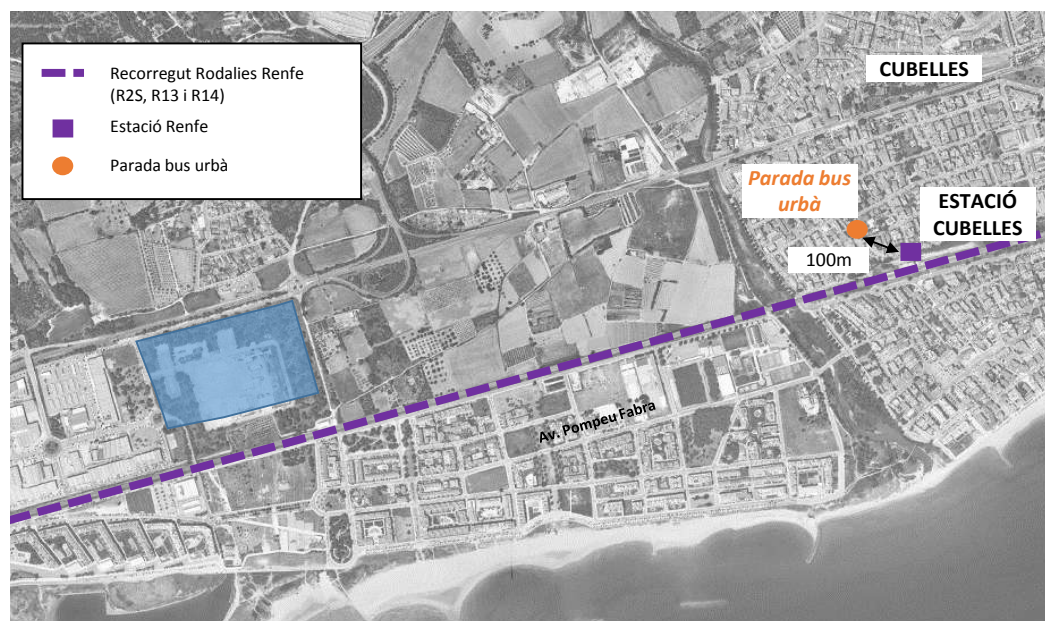 Recorregut Rodalies Renfe
(R2S, R13 i R14)
Estació Renfe
Parada bus urbà
CUBELLES
Parada bus
urbà
ESTACIÓ
CUBELLES
100m
Av. Pompeu Fabra